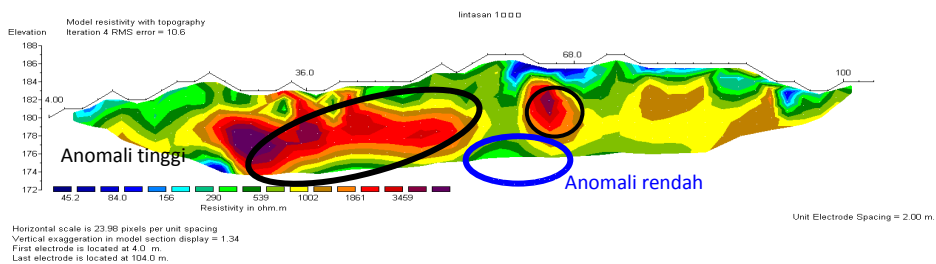 lintasan 1□□□
Model resistivity with topography
Elevation Iteration 4 RMS error = 10.6
188
186
184
182
180
178
176
174
172
4.00 36.0 68.0 100
Anomali tinggi
Anomali rendah
45.2 84.0 156 290 539 1002 1861 3459
Resistivity in ohm.m
Unit Electrode Spacing = 2.00 m.
Horizontal scale is 23.98 pixels per unit spacing
Vertical exaggeration in model section display = 1.34
First electrode is located at 4.0 m.
Last electrode is located at 104.0 m.